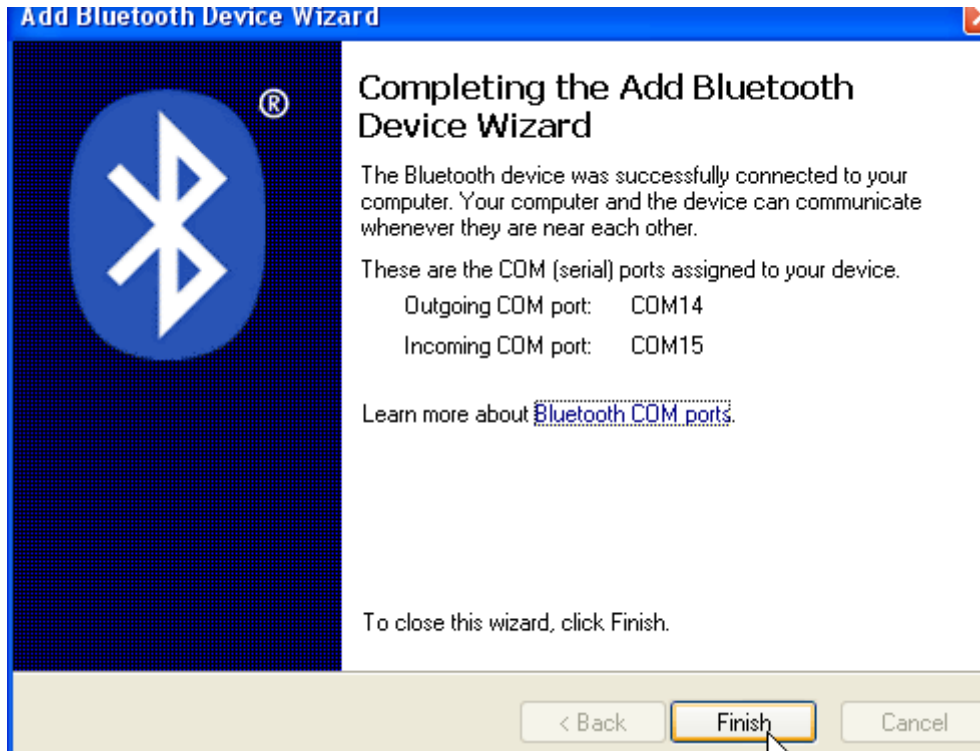 Add Bluetooth Device Wizard
®
Completing the Add Bluetooth
Device Wizard
The Bluetooth device was successfully connected to your
computer. Your computer and the device can communicate
whenever they are near each other.
These are the COM (serial) ports assigned to your device.
Outgoing COM port: COM14
Incoming COM port: COM15
Learn more about Bluetooth COM ports.
To close this wizard, click Finish.
< Back Finish Cancel